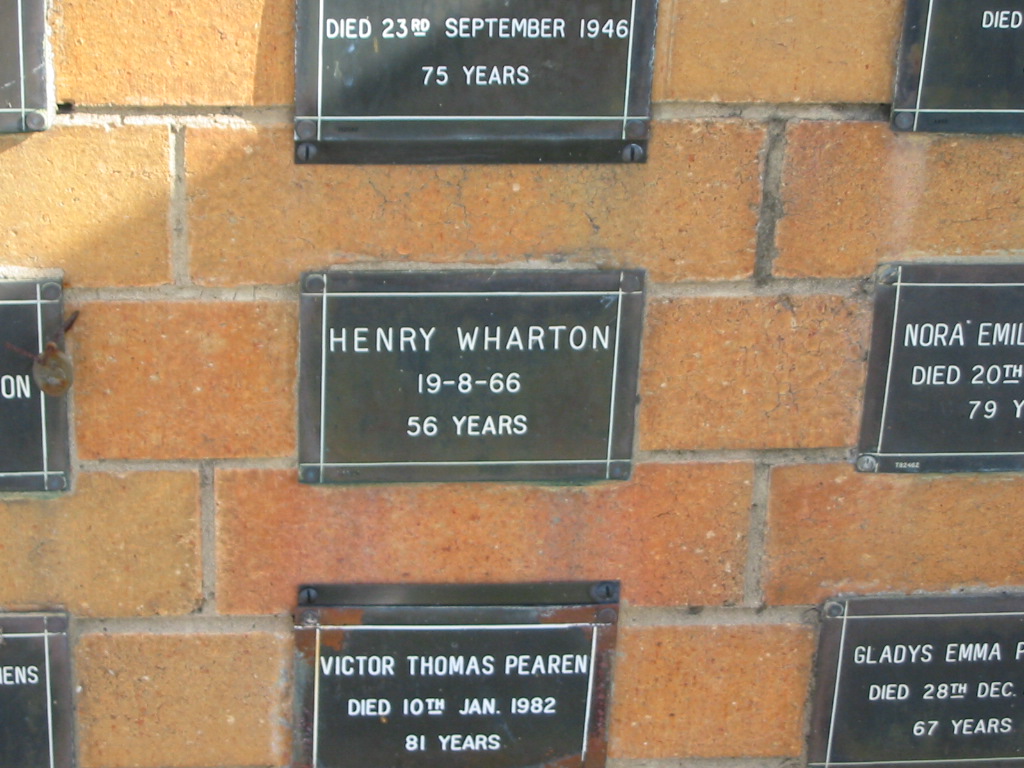 DIED 23RD SEPTEMBER 1946
75 YEARS
DIED
ON
HENRY WHARTON
19-8-66
56 YEARS
NORA EMIL
DIED 20TH
79 Y
T82462
ENS
VICTOR THOMAS PEAREN
DIED 10TH JAN. 1982
81 YEARS
GLADYS EMMA P
DIED 28TH DEC.
67 YEARS